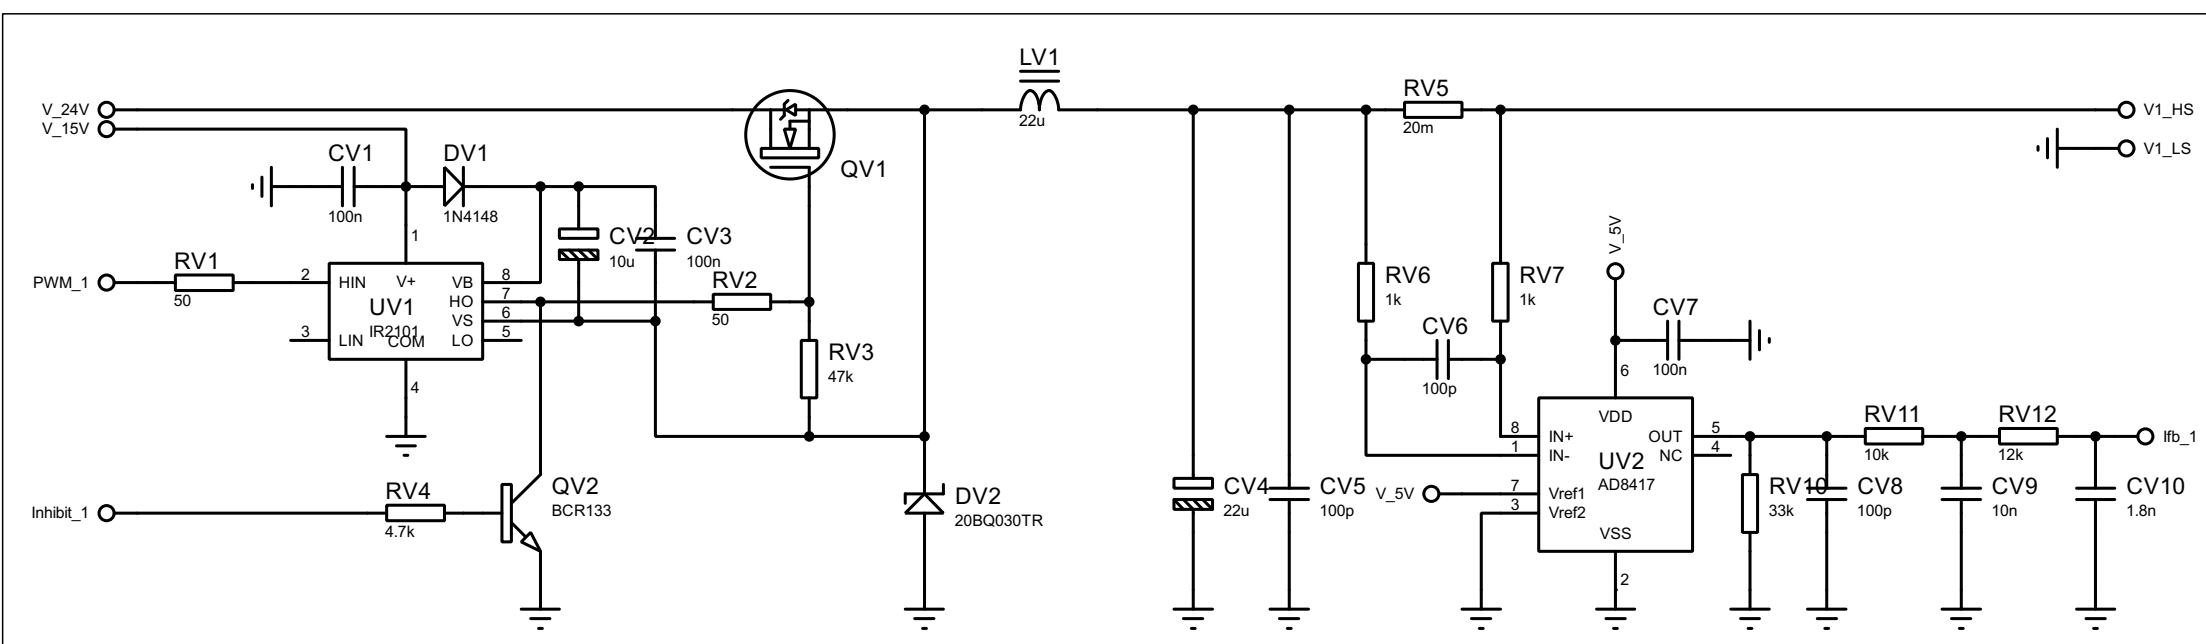 LV1
22u
V_24V
V_15V
RV5
20m
V1_HS
V1_LS
CV1
100n
DV1
1N4148
QV1
1
CV2
10u
CV3
100n
PWM_1
RV1
50
2
HIN
V+
VB
8
HO
7
VS
6
UV1
IR2101
COM
3
LIN
LO
5
4
RV2
50
RV3
47k
Inhibit_1
RV4
4.7k
QV2
BCR133
DV2
20BQ030TR
CV4
22u
CV5
100p
RV6
1k
RV7
1k
CV6
100p
V_5V
CV7
100n
6
VDD
8
IN+
1
IN-
OUT
5
NC
4
UV2
AD8417
V_5V
7
Vref1
3
Vref2
VSS
2
RV10
33k
CV8
100p
RV11
10k
CV9
10n
RV12
12k
CV10
1.8n
Ifb_1